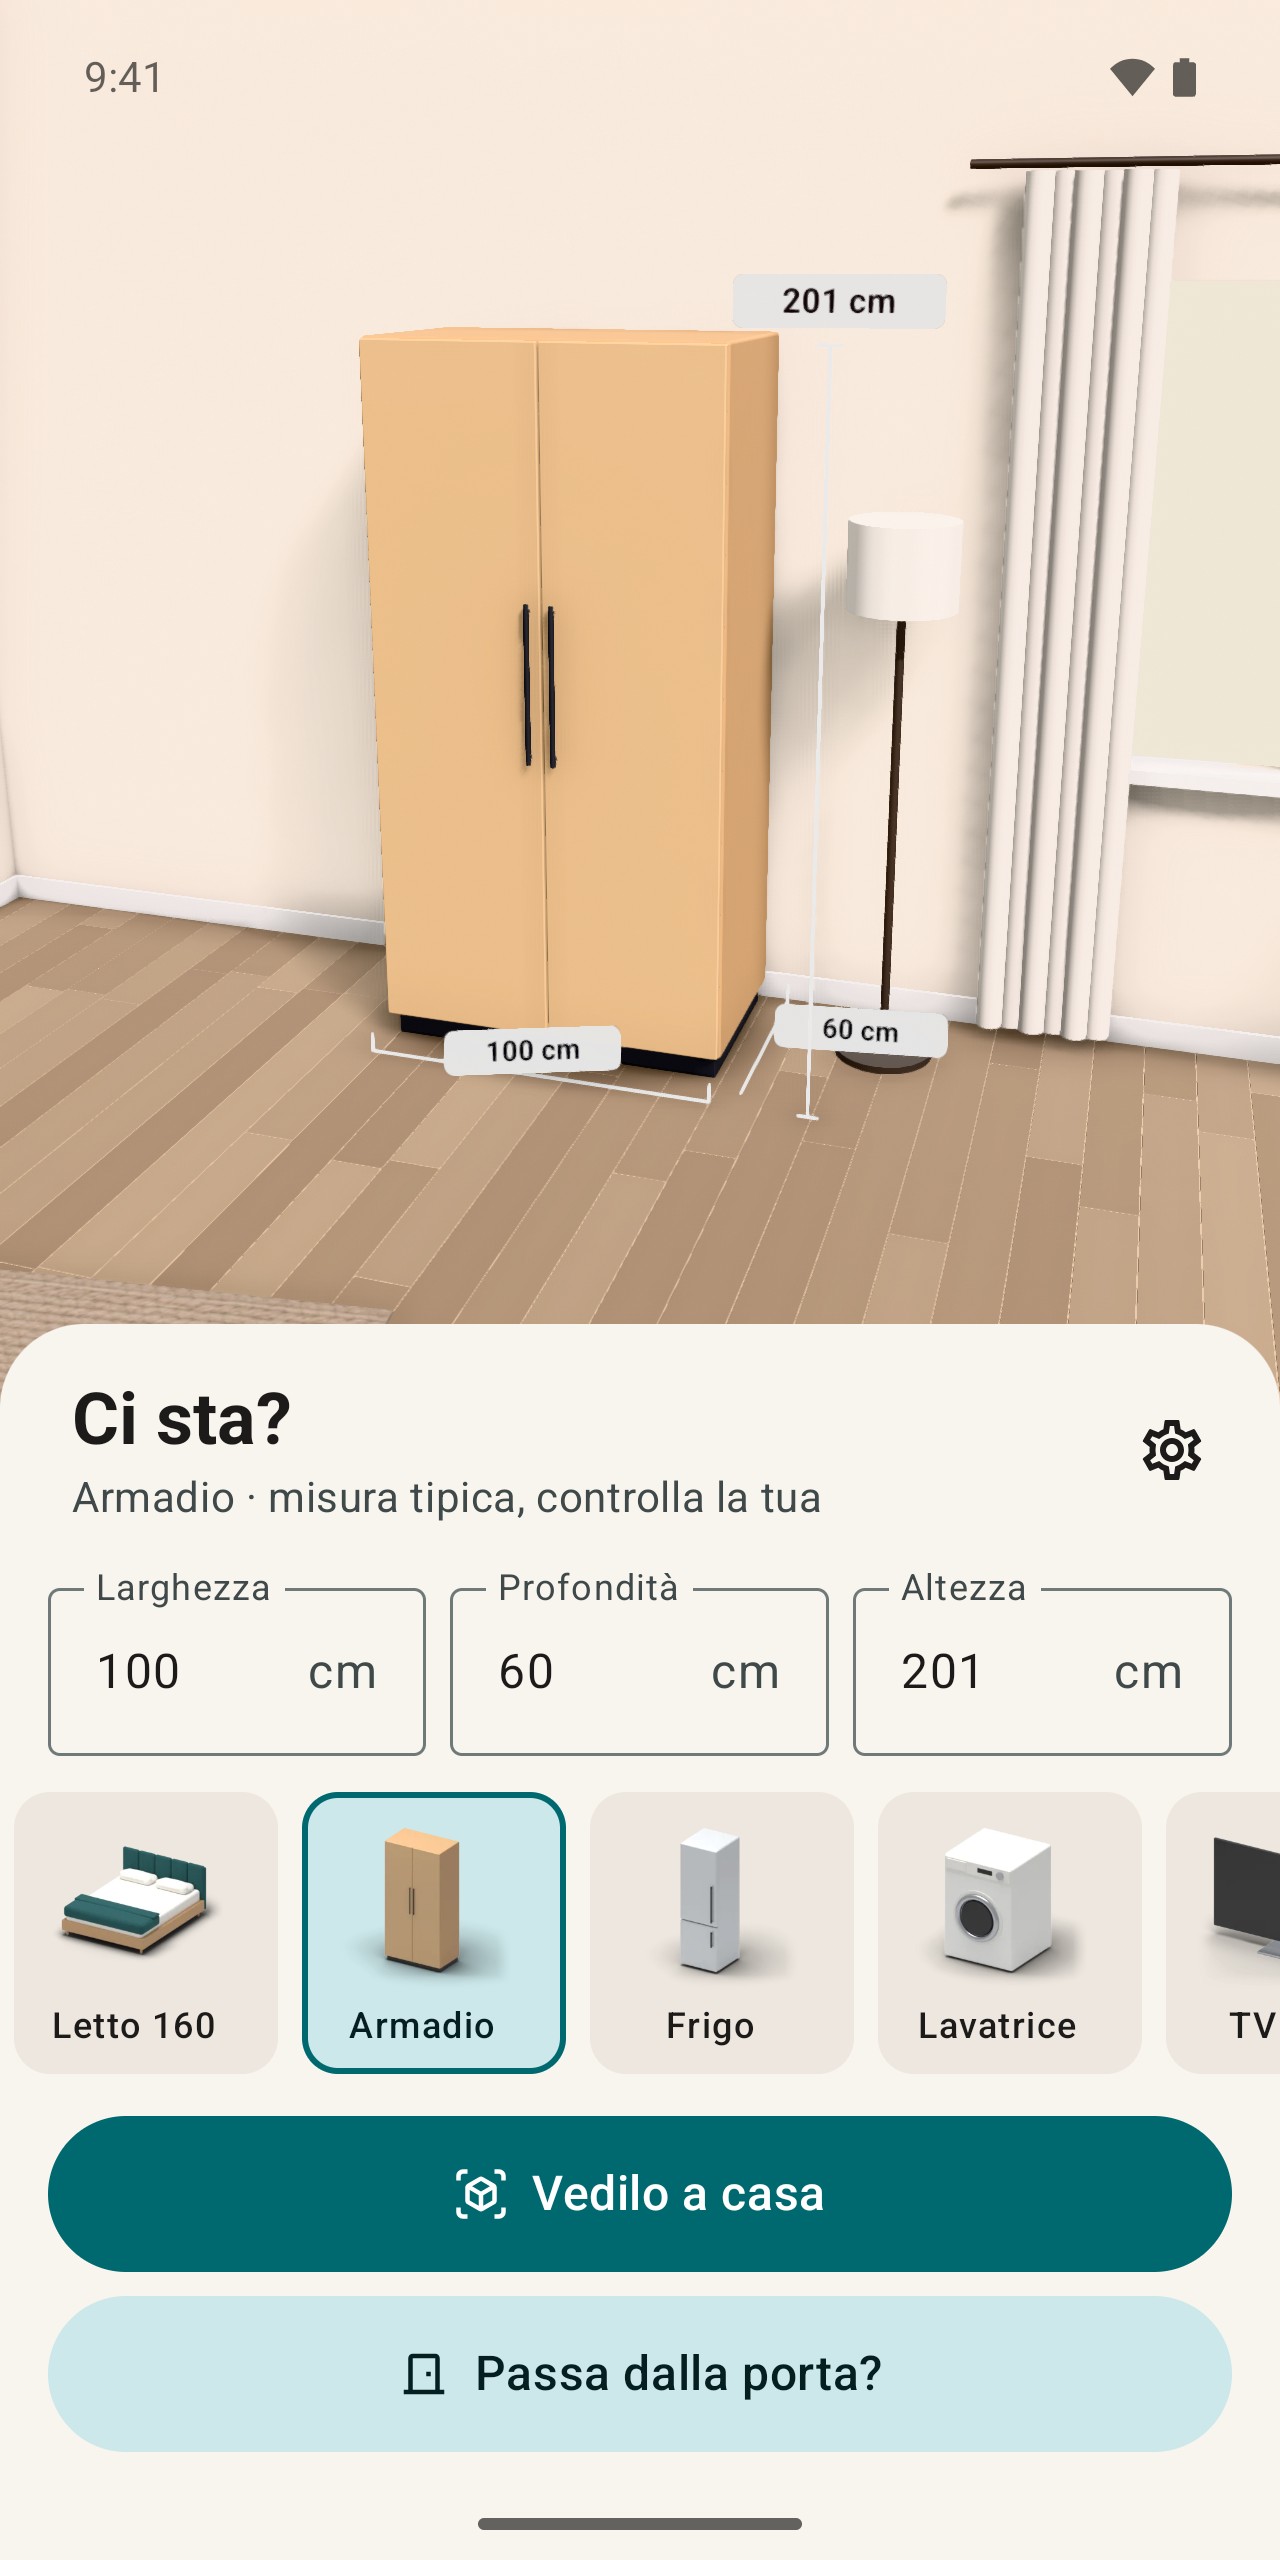 9:41
201 cm
60 cm
100 cm
Ci sta?
Armadio · misura tipica, controlla la tua
Larghezza
Profondità
Altezza
100 cm
60 cm
201 cm
Letto 160
Armadio
Frigo
Lavatrice
TV
Vedilo a casa
Passa dalla porta?